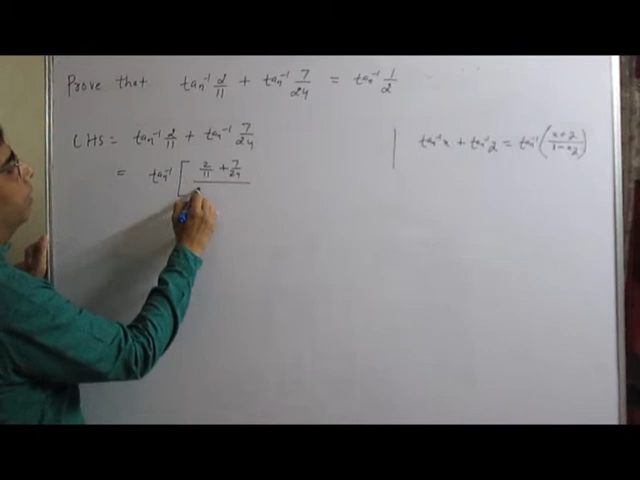 Prove that tan⁻¹ 2/11 + tan⁻¹ 7/24 = tan⁻¹ 1/2
LHS = tan⁻¹ 2/11 + tan⁻¹ 7/24
tan⁻¹x + tan⁻¹y = tan⁻¹((x + y)/(1 - xy))
= tan⁻¹ [ (2/11 + 7/24)/